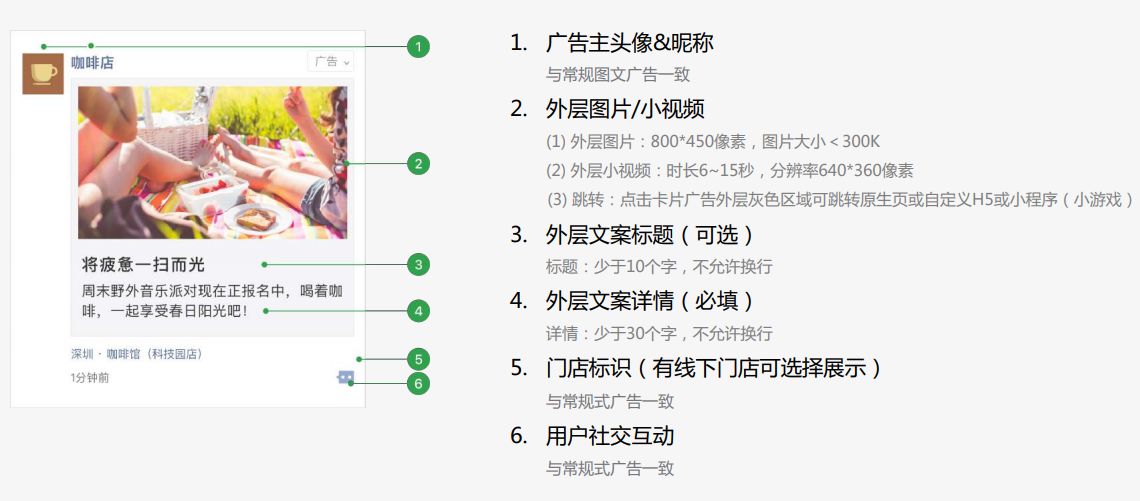 咖啡店
广告
将疲惫一扫而光
周末野外音乐派对现在正报名中，喝着咖
啡，一起享受春日阳光吧！
深圳·咖啡馆（科技园店）
1分钟前
1
2
3
4
5
6
1. 广告主头像&昵称
与常规图文广告一致
2. 外层图片/小视频
(1) 外层图片：800*450像素，图片大小＜300K
(2) 外层小视频：时长6~15秒，分辨率640*360像素
(3) 跳转：点击卡片广告外层灰色区域可跳转原生页或自定义H5或小程序（小游戏）
3. 外层文案标题（可选）
标题：少于10个字，不允许换行
4. 外层文案详情（必填）
详情：少于30个字，不允许换行
5. 门店标识（有线下门店可选择展示）
与常规式广告一致
6. 用户社交互动
与常规式广告一致